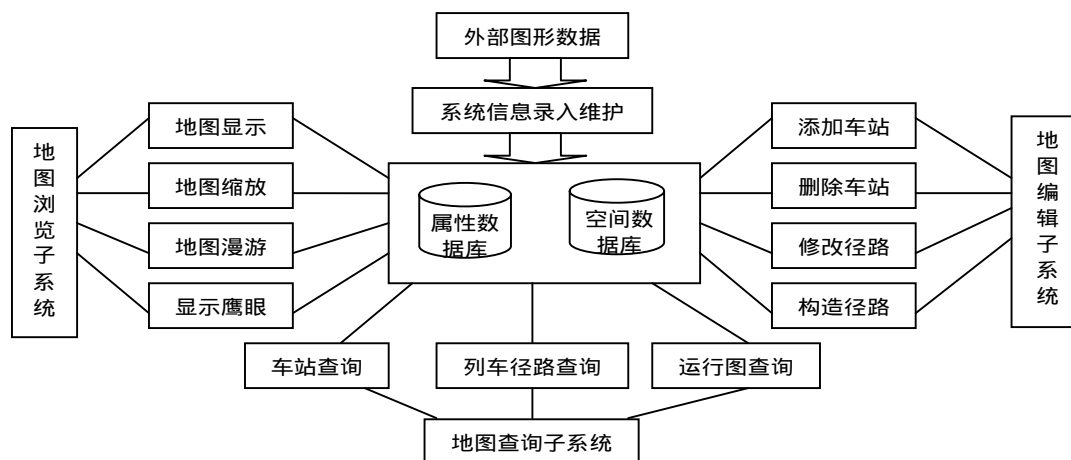 外部图形数据
系统信息录入维护
地图浏览子系统
地图显示
地图缩放
地图漫游
显示鹰眼
属性数
据库
空间数
据库
添加车站
删除车站
修改径路
构造径路
地图编辑子系统
车站查询
列车径路查询
运行图查询
地图查询子系统